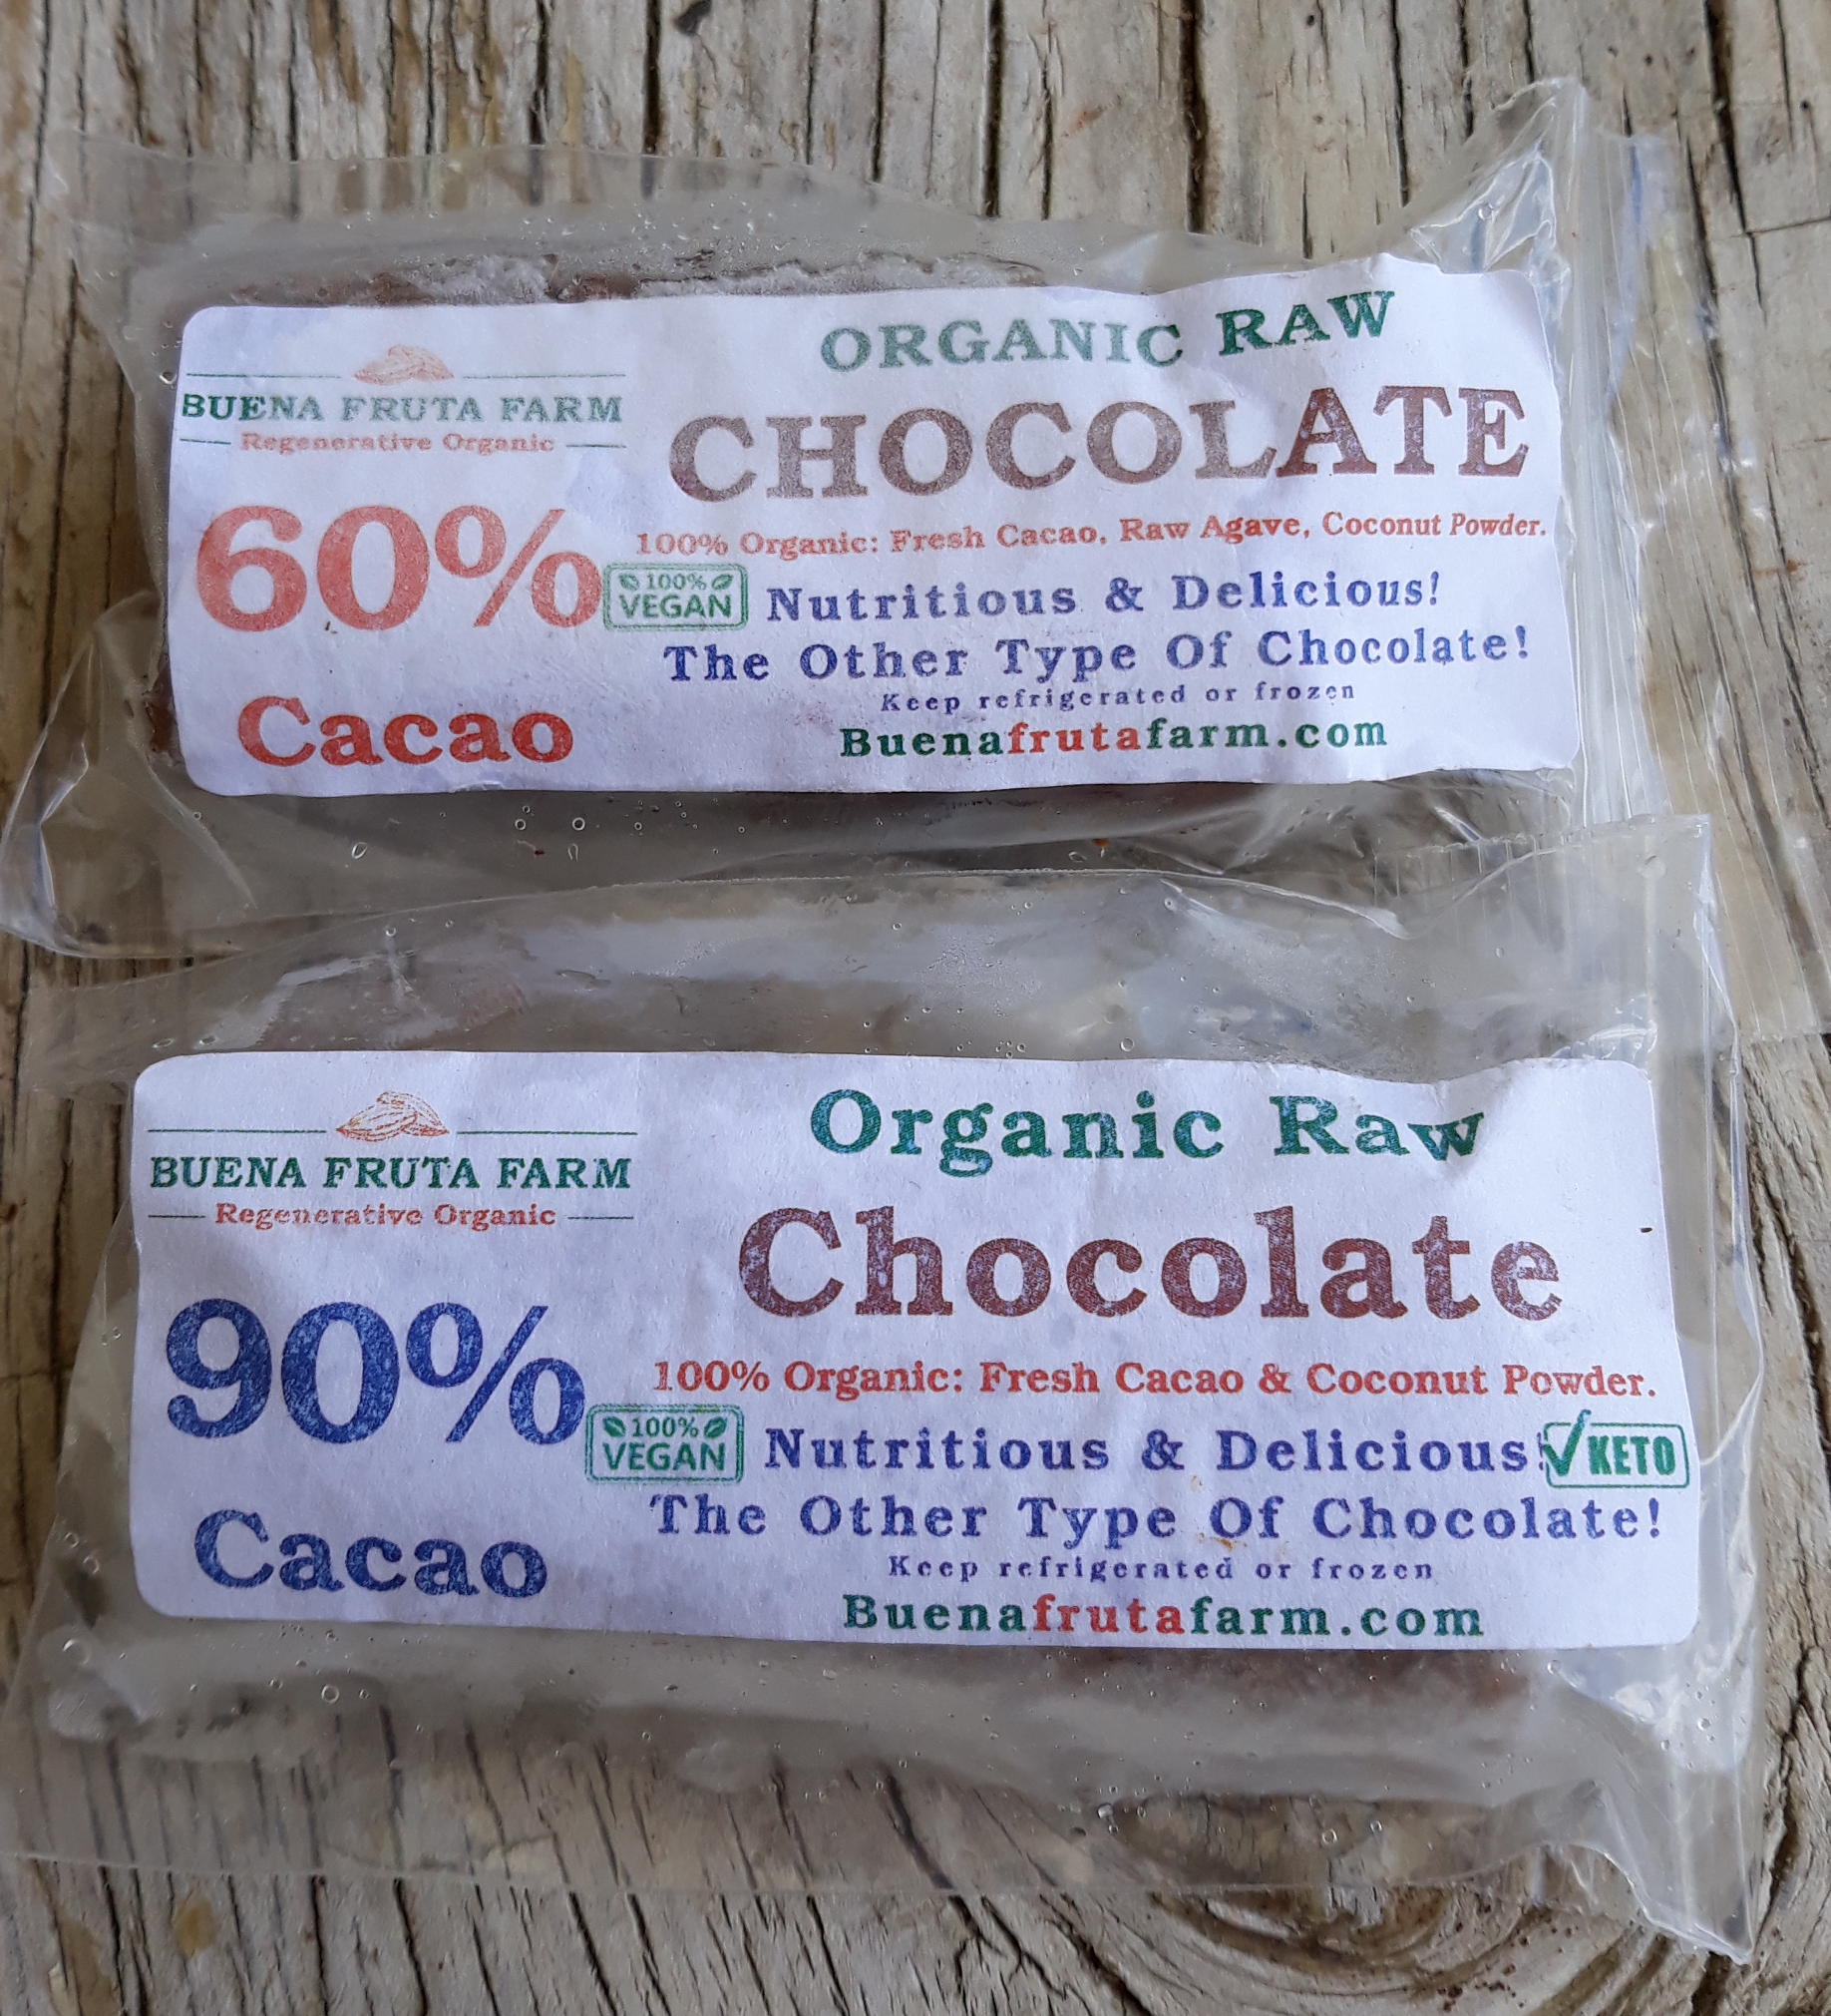 ORGANIC RAW
BUENA FRUTA FARM
Regenerative Organic
CHOCOLATE
60%
100% Organic: Fresh Cacao, Raw Agave, Coconut Powder.
100%
VEGAN
Nutritious & Delicious!
The Other Type Of Chocolate!
Cacao
Keep refrigerated or frozen
Buenafrutafarm.com
Organic Raw
BUENA FRUTA FARM
Regenerative Organic
Chocolate
90%
100% Organic: Fresh Cacao & Coconut Powder.
100%
VEGAN
Nutritious & Delicious!
KETO
The Other Type Of Chocolate!
Cacao
Keep refrigerated or frozen
Buenafrutafarm.com